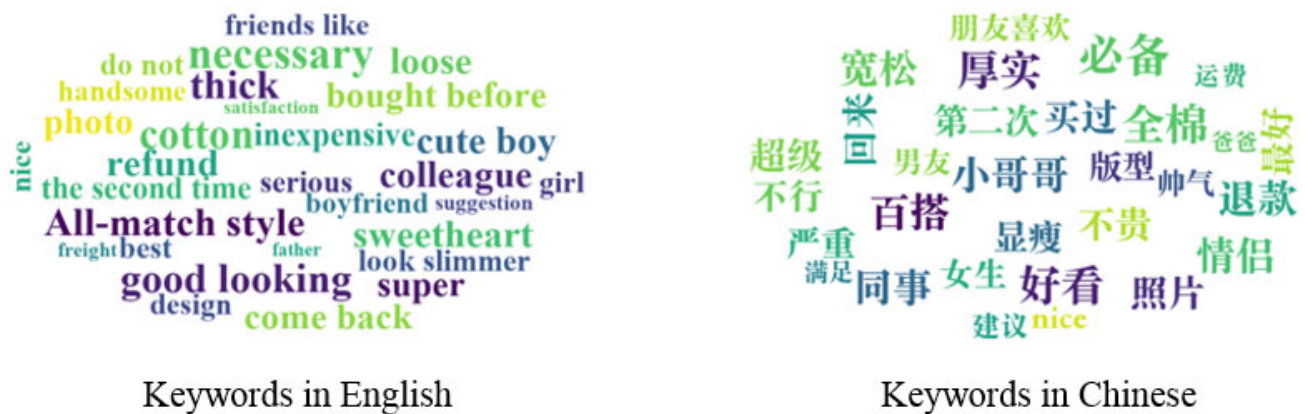 friends like
necessary
loose
do not
thick
handsome
satisfaction
bought before
photo
cotton
inexpensive
cute boy
nice
refund
the second time
serious
colleague
girl
boyfriend
suggestion
All-match style
sweetheart
freight
best
father
look slimmer
good looking
super
design
come back
Keywords in English
朋友喜欢
必备
宽松
厚实
运费
回来
第二次
买过
全棉
爸爸
最好
超级
男友
小哥哥
版型
帅气
退款
不行
百搭
显瘦
不贵
严重
情侣
满足
同事
女生
好看
照片
建议
nice
Keywords in Chinese